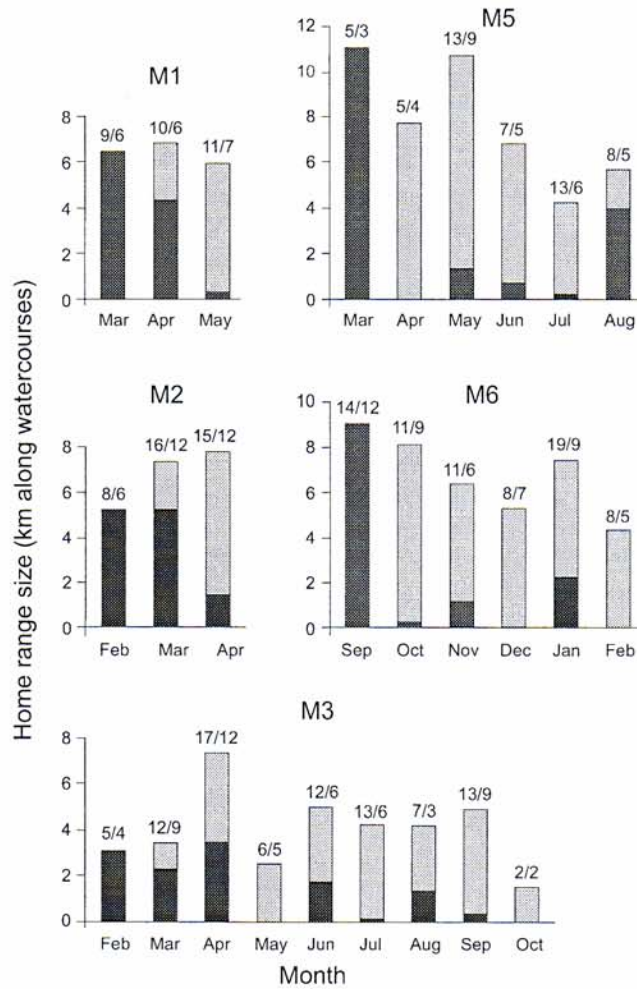 Home range size (km along watercourses)
M1
8
6
4
2
0
9/6 10/6 11/7
Mar Apr May
M5
12
10
8
6
4
2
0
5/3 5/4 13/9 7/5 13/6 8/5
Mar Apr May Jun Jul Aug
M2
8
6
4
2
0
8/6 16/12 15/12
Feb Mar Apr
M6
10
8
6
4
2
0
14/12 11/9 11/6 8/7 19/9 8/5
Sep Oct Nov Dec Jan Feb
M3
8
6
4
2
0
5/4 12/9 17/12 6/5 12/6 13/6 7/3 13/9 2/2
Feb Mar Apr May Jun Jul Aug Sep Oct
Month